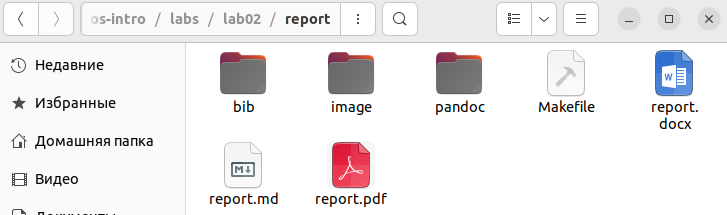 os-intro / labs / lab02 / report
Недавние
Избранные
Домашняя папка
Видео
Документы
bib
image
pandoc
Makefile
report.
docx
report.md
report.pdf